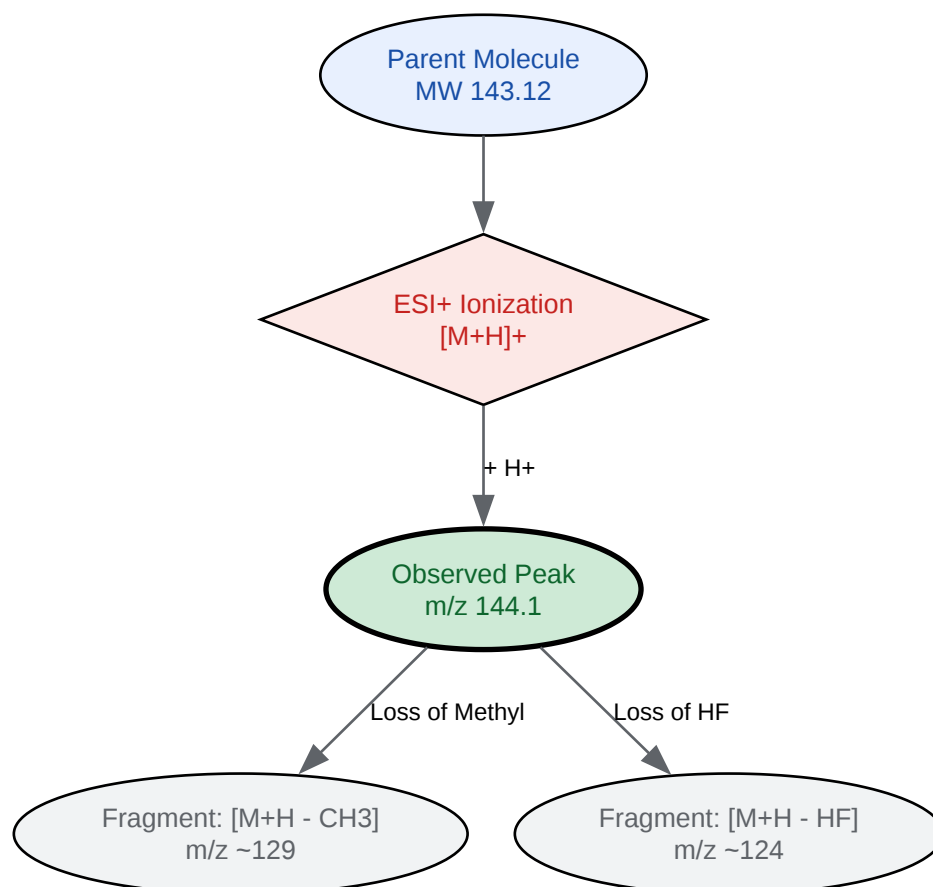 Parent Molecule
MW 143.12
ESI+ Ionization
[M+H]+
+ H+
Observed Peak
m/z 144.1
Loss of Methyl
Loss of HF
Fragment: [M+H - CH3]
m/z ~129
Fragment: [M+H - HF]
m/z ~124